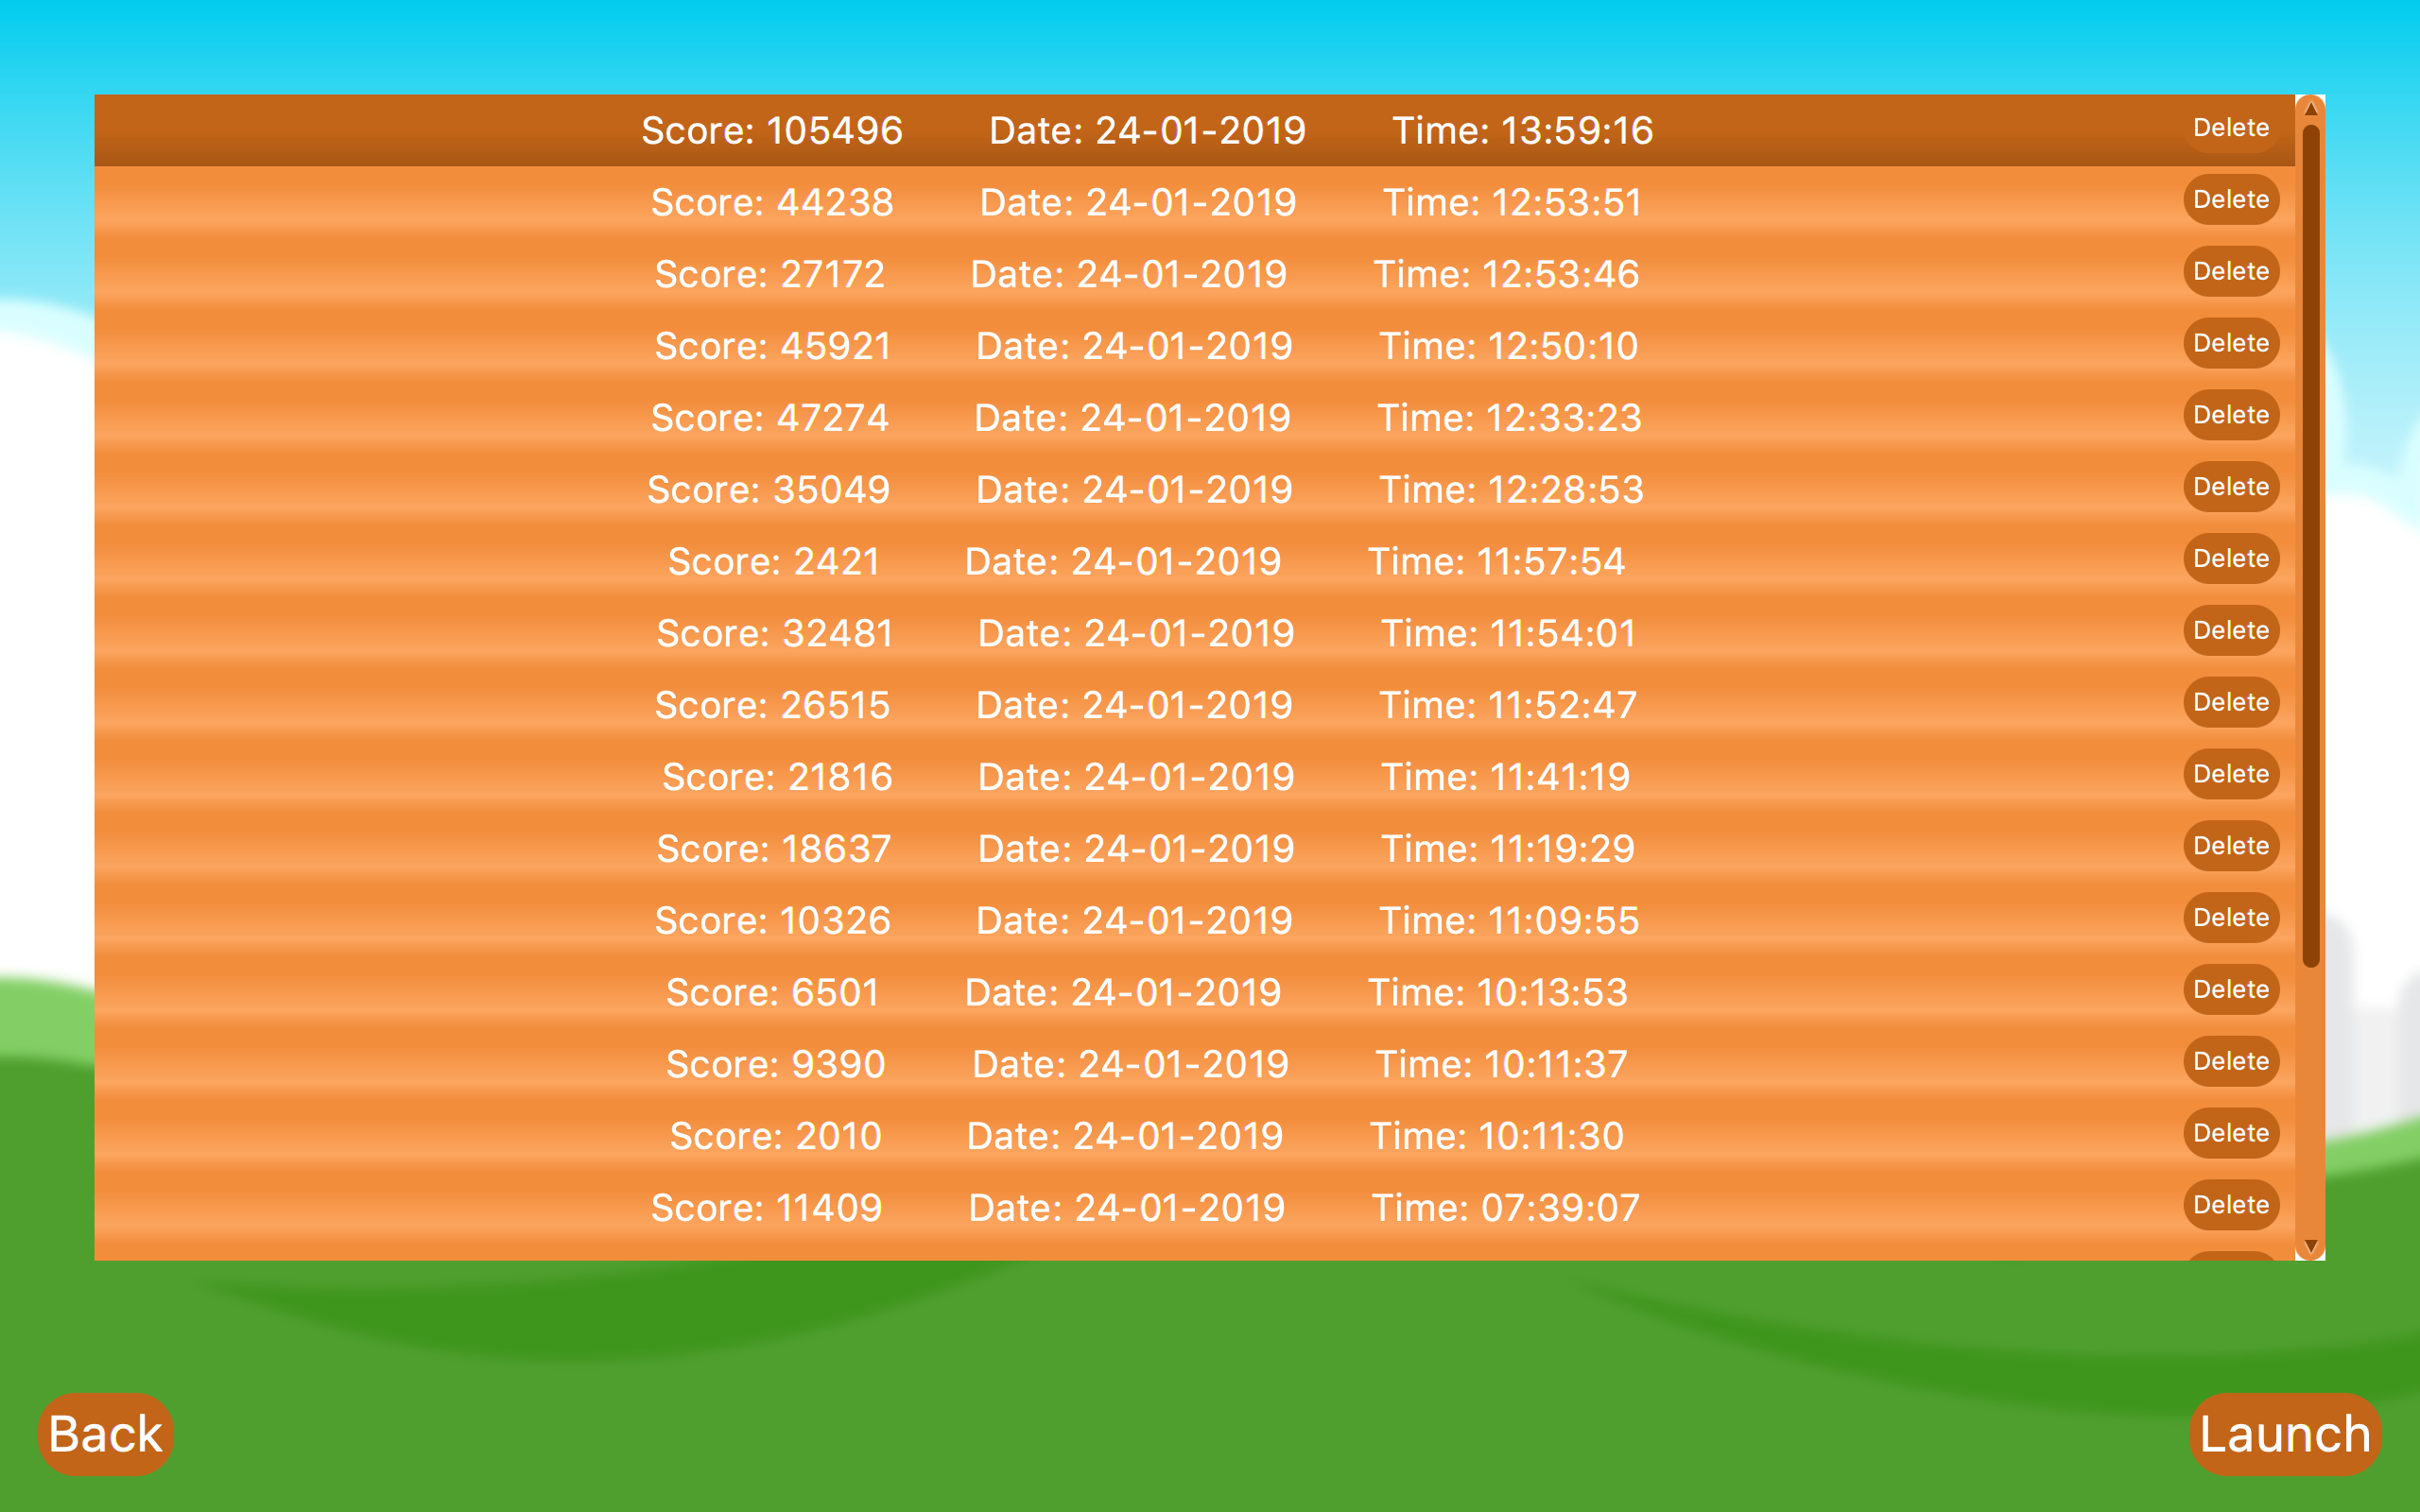 Score: 105496 Date: 24-01-2019 Time: 13:59:16 Delete
Score: 44238 Date: 24-01-2019 Time: 12:53:51 Delete
Score: 27172 Date: 24-01-2019 Time: 12:53:46 Delete
Score: 45921 Date: 24-01-2019 Time: 12:50:10 Delete
Score: 47274 Date: 24-01-2019 Time: 12:33:23 Delete
Score: 35049 Date: 24-01-2019 Time: 12:28:53 Delete
Score: 2421 Date: 24-01-2019 Time: 11:57:54 Delete
Score: 32481 Date: 24-01-2019 Time: 11:54:01 Delete
Score: 26515 Date: 24-01-2019 Time: 11:52:47 Delete
Score: 21816 Date: 24-01-2019 Time: 11:41:19 Delete
Score: 18637 Date: 24-01-2019 Time: 11:19:29 Delete
Score: 10326 Date: 24-01-2019 Time: 11:09:55 Delete
Score: 6501 Date: 24-01-2019 Time: 10:13:53 Delete
Score: 9390 Date: 24-01-2019 Time: 10:11:37 Delete
Score: 2010 Date: 24-01-2019 Time: 10:11:30 Delete
Score: 11409 Date: 24-01-2019 Time: 07:39:07 Delete
Back Launch